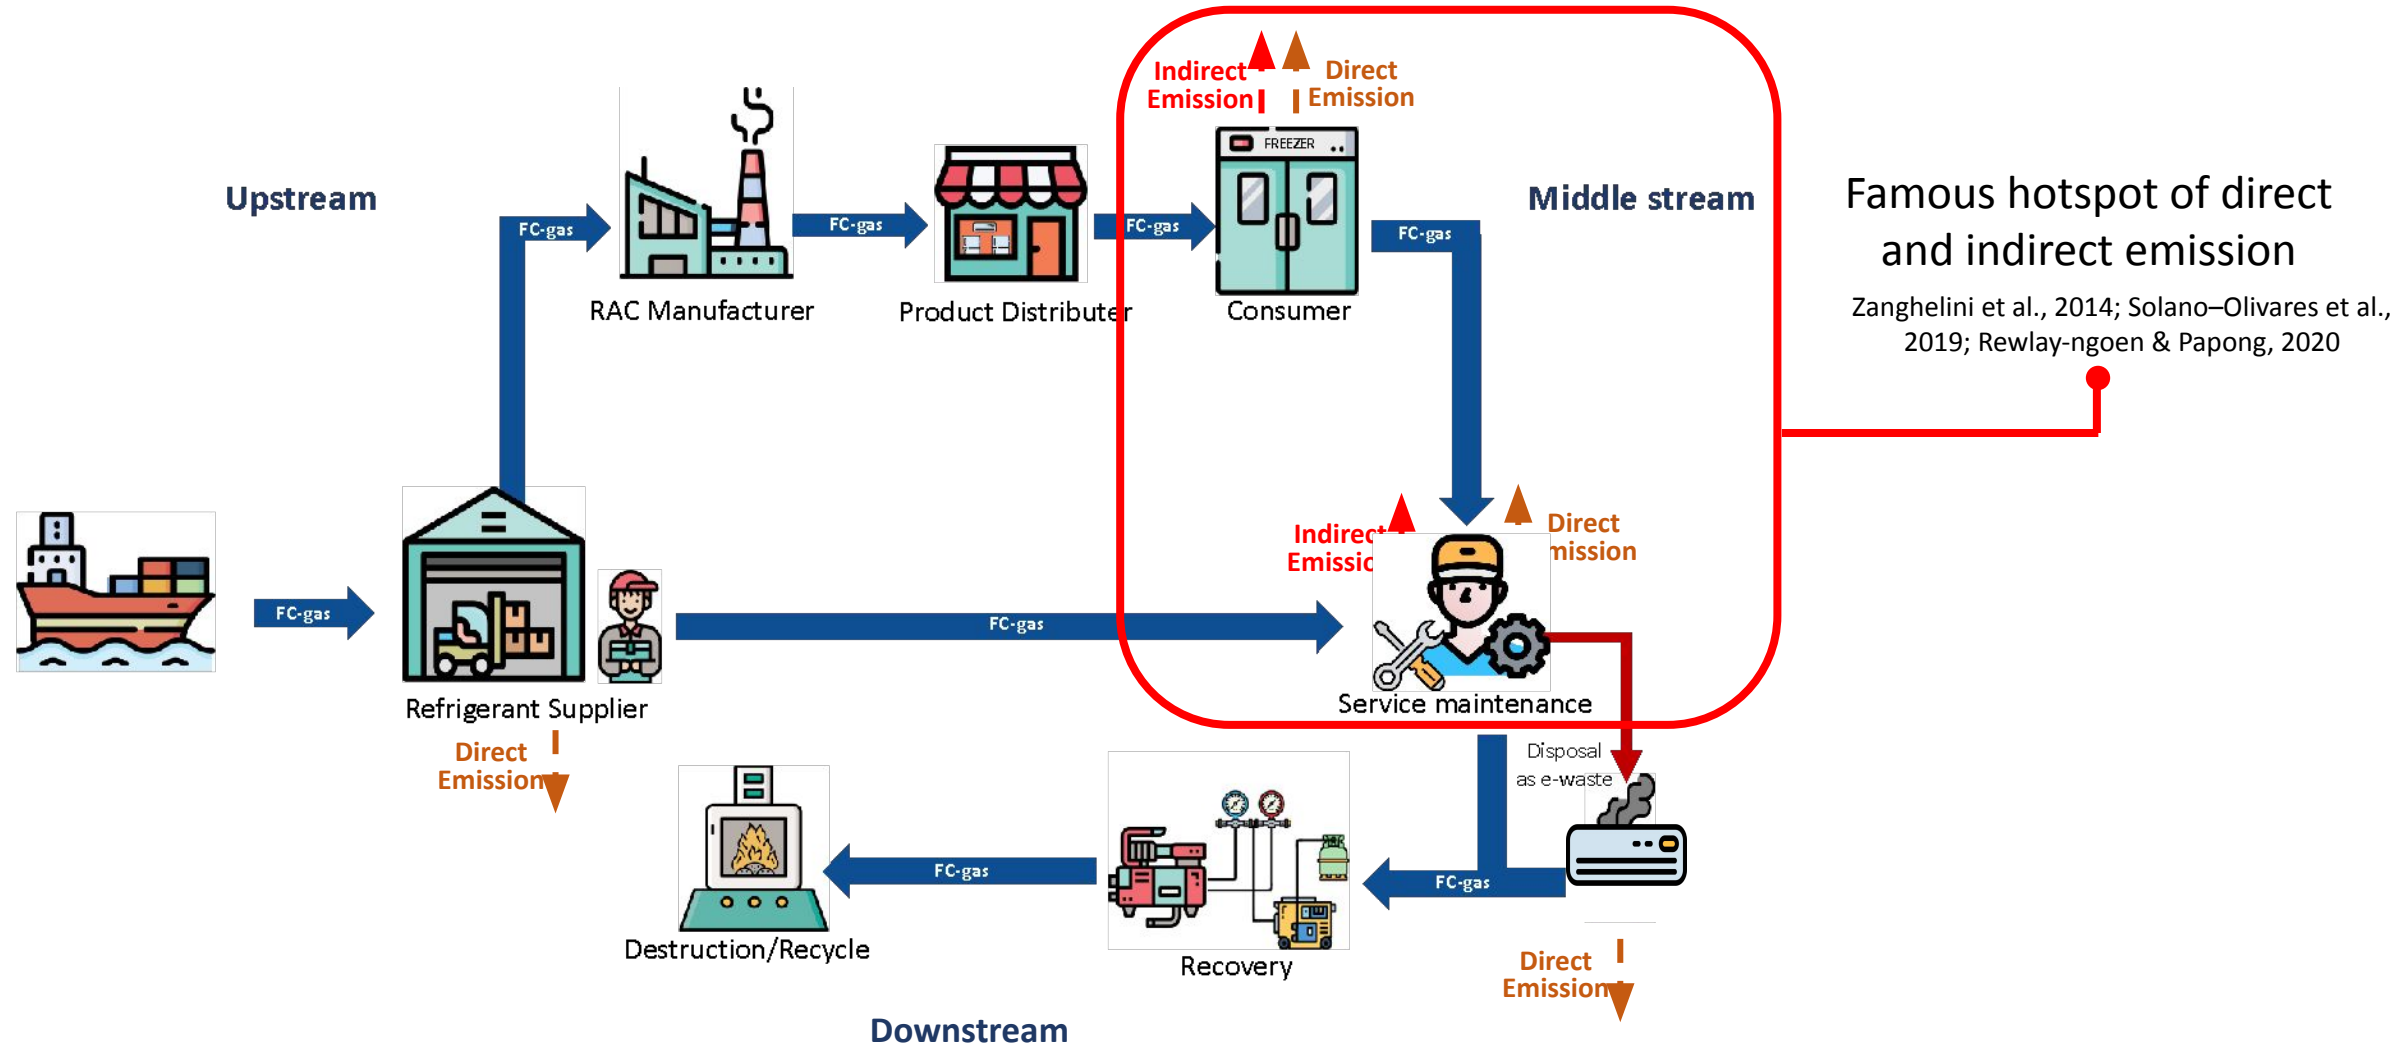 Indirect
Emission
Direct
Emission
FREEZER
Upstream
Middle stream
FC-gas
FC-gas
FC-gas
FC-gas
RAC Manufacturer
Product Distributer
Consumer
Famous hotspot of direct
and indirect emission
Zanghelini et al., 2014; Solano–Olivares et al.,
2019; Rewlay-ngoen & Papong, 2020
Indirect
Emissio
Direct
mission
FC-gas
FC-gas
Refrigerant Supplier
Service maintenance
Direct
Emission
Disposal
as e-waste
FC-gas
FC-gas
Destruction/Recycle
Recovery
Direct
Emission
Downstream